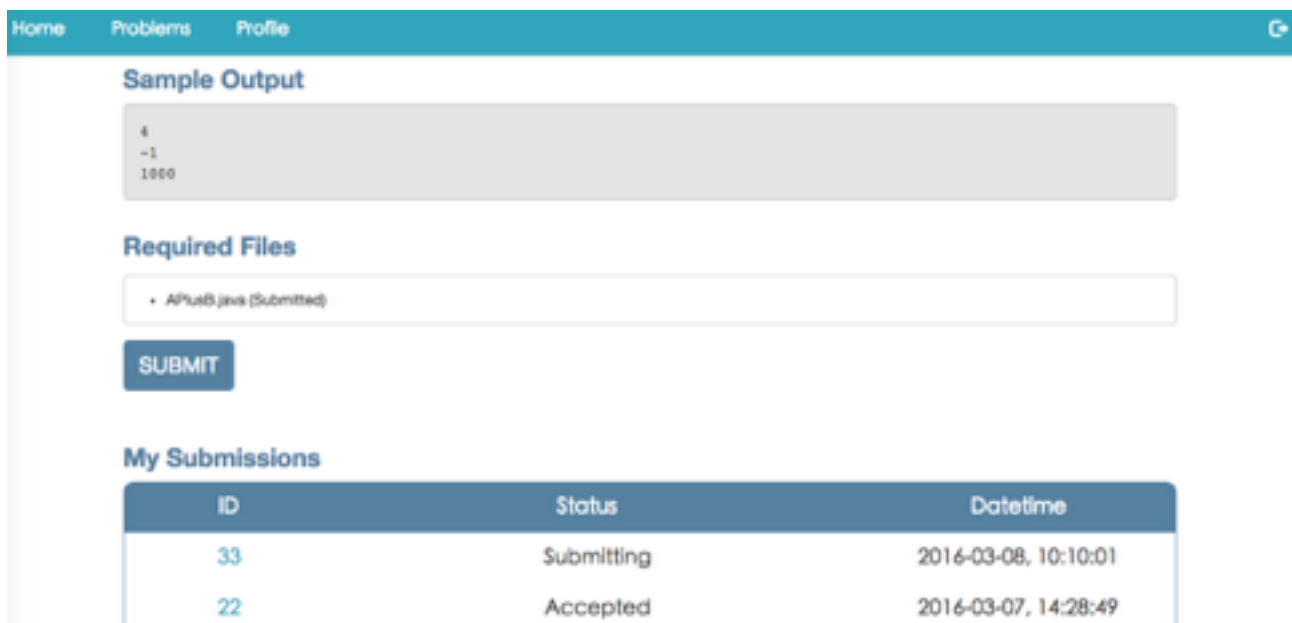 Home Problems Profile
Sample Output
4
-1
1000
Required Files
• APlusB.java (Submitted)
SUBMIT
My Submissions
ID Status Datetime
33 Submitting 2016-03-08, 10:10:01
22 Accepted 2016-03-07, 14:28:49